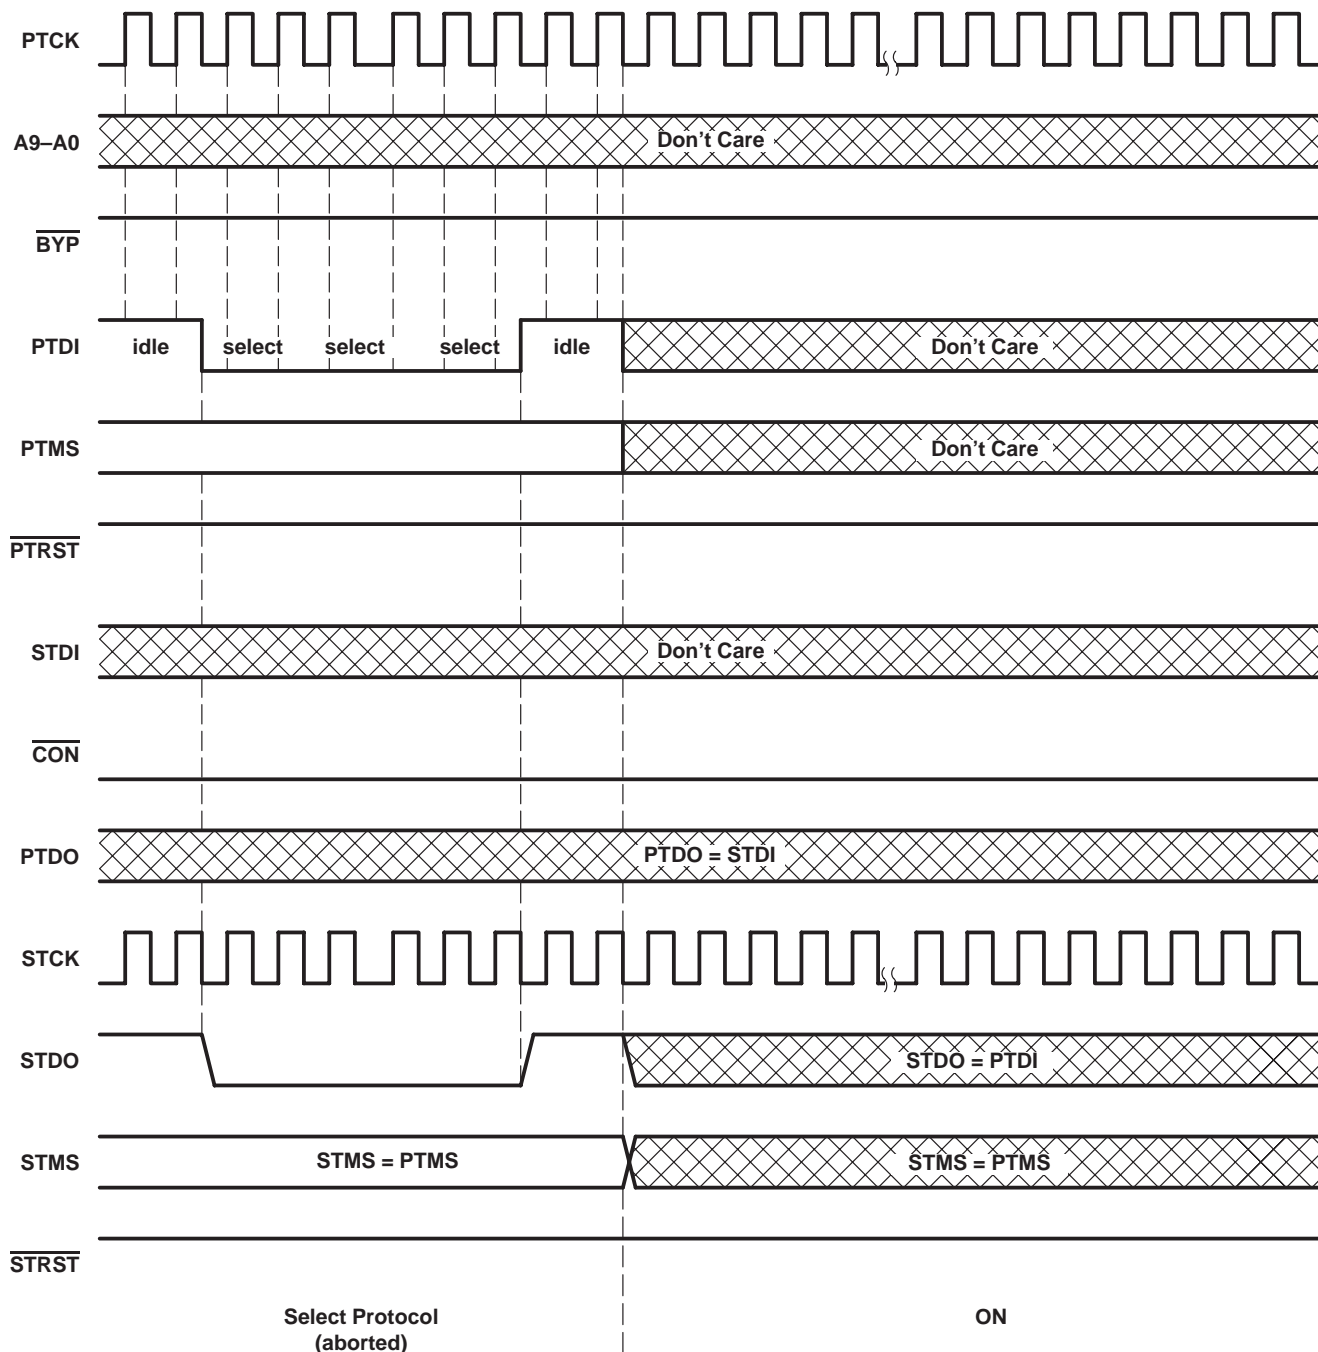 PTCK
A9–A0
Don't Care
BYP
PTDI
idle
select
select
select
idle
Don't Care
PTMS
Don't Care
PTRST
STDI
Don't Care
CON
PTDO
PTDO = STDI
STCK
STDO
STDO = PTDI
STMS
STMS = PTMS
STMS = PTMS
STRST
Select Protocol
(aborted)
ON